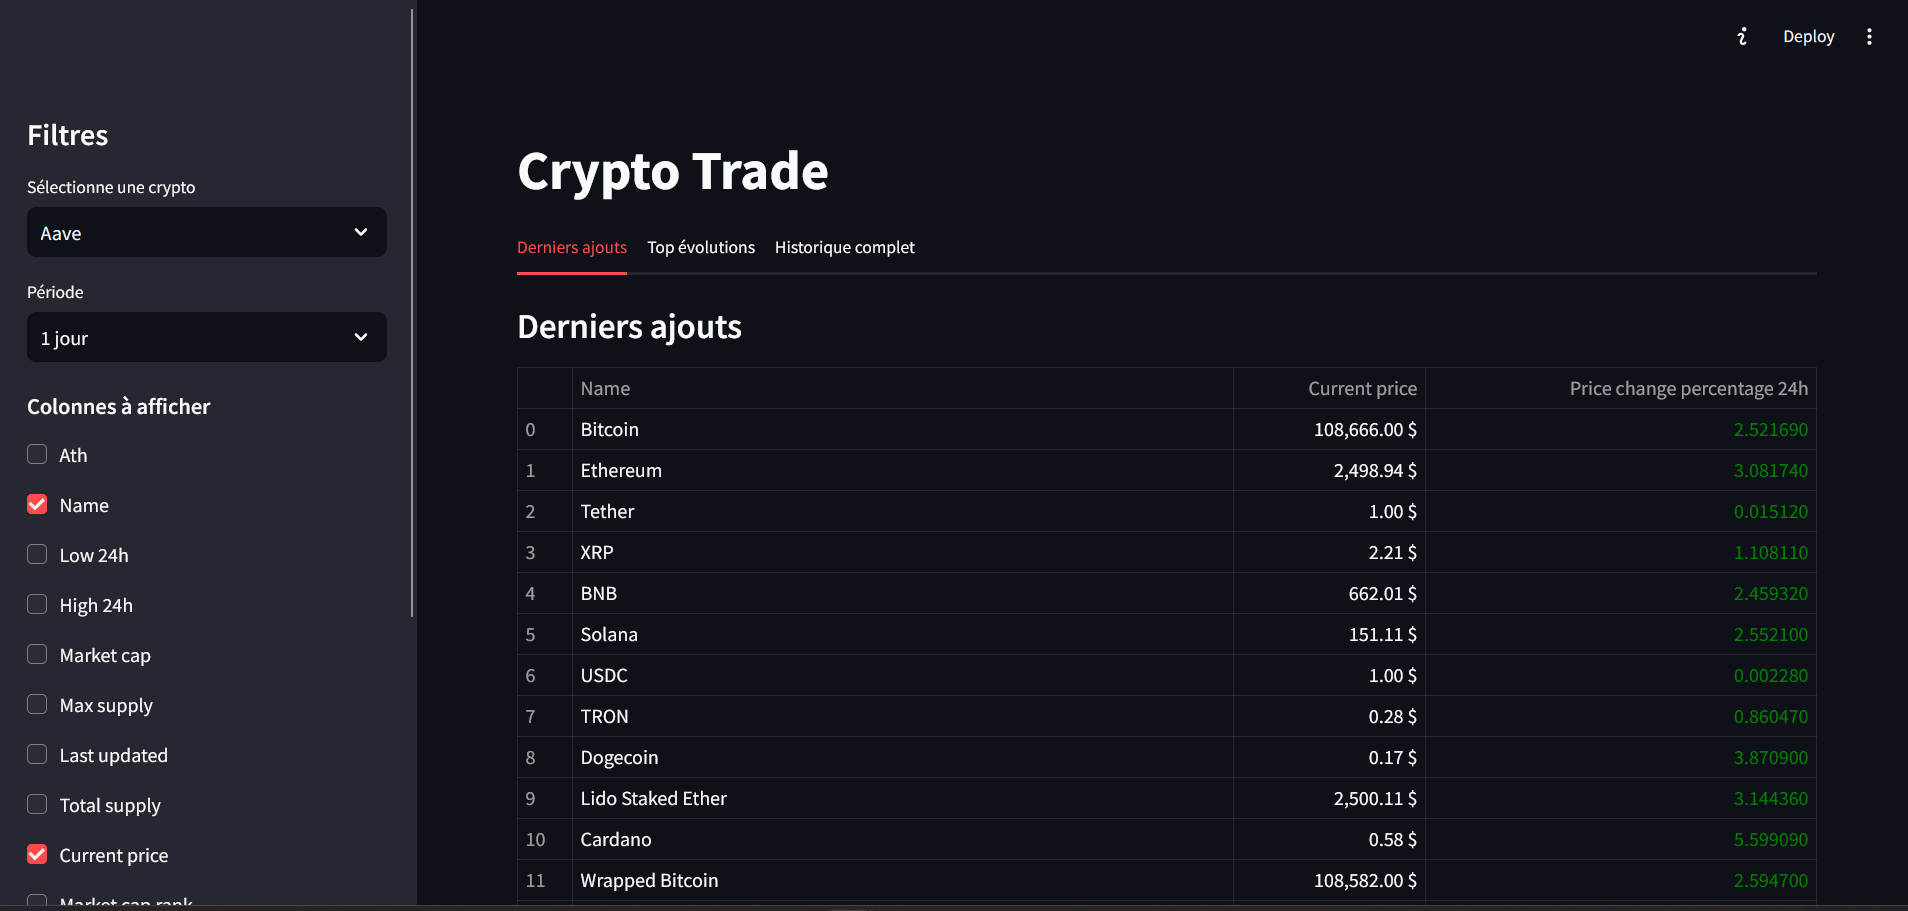 Deploy
Filtres
Sélectionne une crypto
Aave
Période
1 jour
Colonnes à afficher
Ath
Name
Low 24h
High 24h
Market cap
Max supply
Last updated
Total supply
Current price
Market cap rank
Crypto Trade
Derniers ajouts Top évolutions Historique complet
Derniers ajouts
Name Current price Price change percentage 24h
0 Bitcoin 108,666.00 $ 2.521690
1 Ethereum 2,498.94 $ 3.081740
2 Tether 1.00 $ 0.015120
3 XRP 2.21 $ 1.108110
4 BNB 662.01 $ 2.459320
5 Solana 151.11 $ 2.552100
6 USDC 1.00 $ 0.002280
7 TRON 0.28 $ 0.860470
8 Dogecoin 0.17 $ 3.870900
9 Lido Staked Ether 2,500.11 $ 3.144360
10 Cardano 0.58 $ 5.599090
11 Wrapped Bitcoin 108,582.00 $ 2.594700